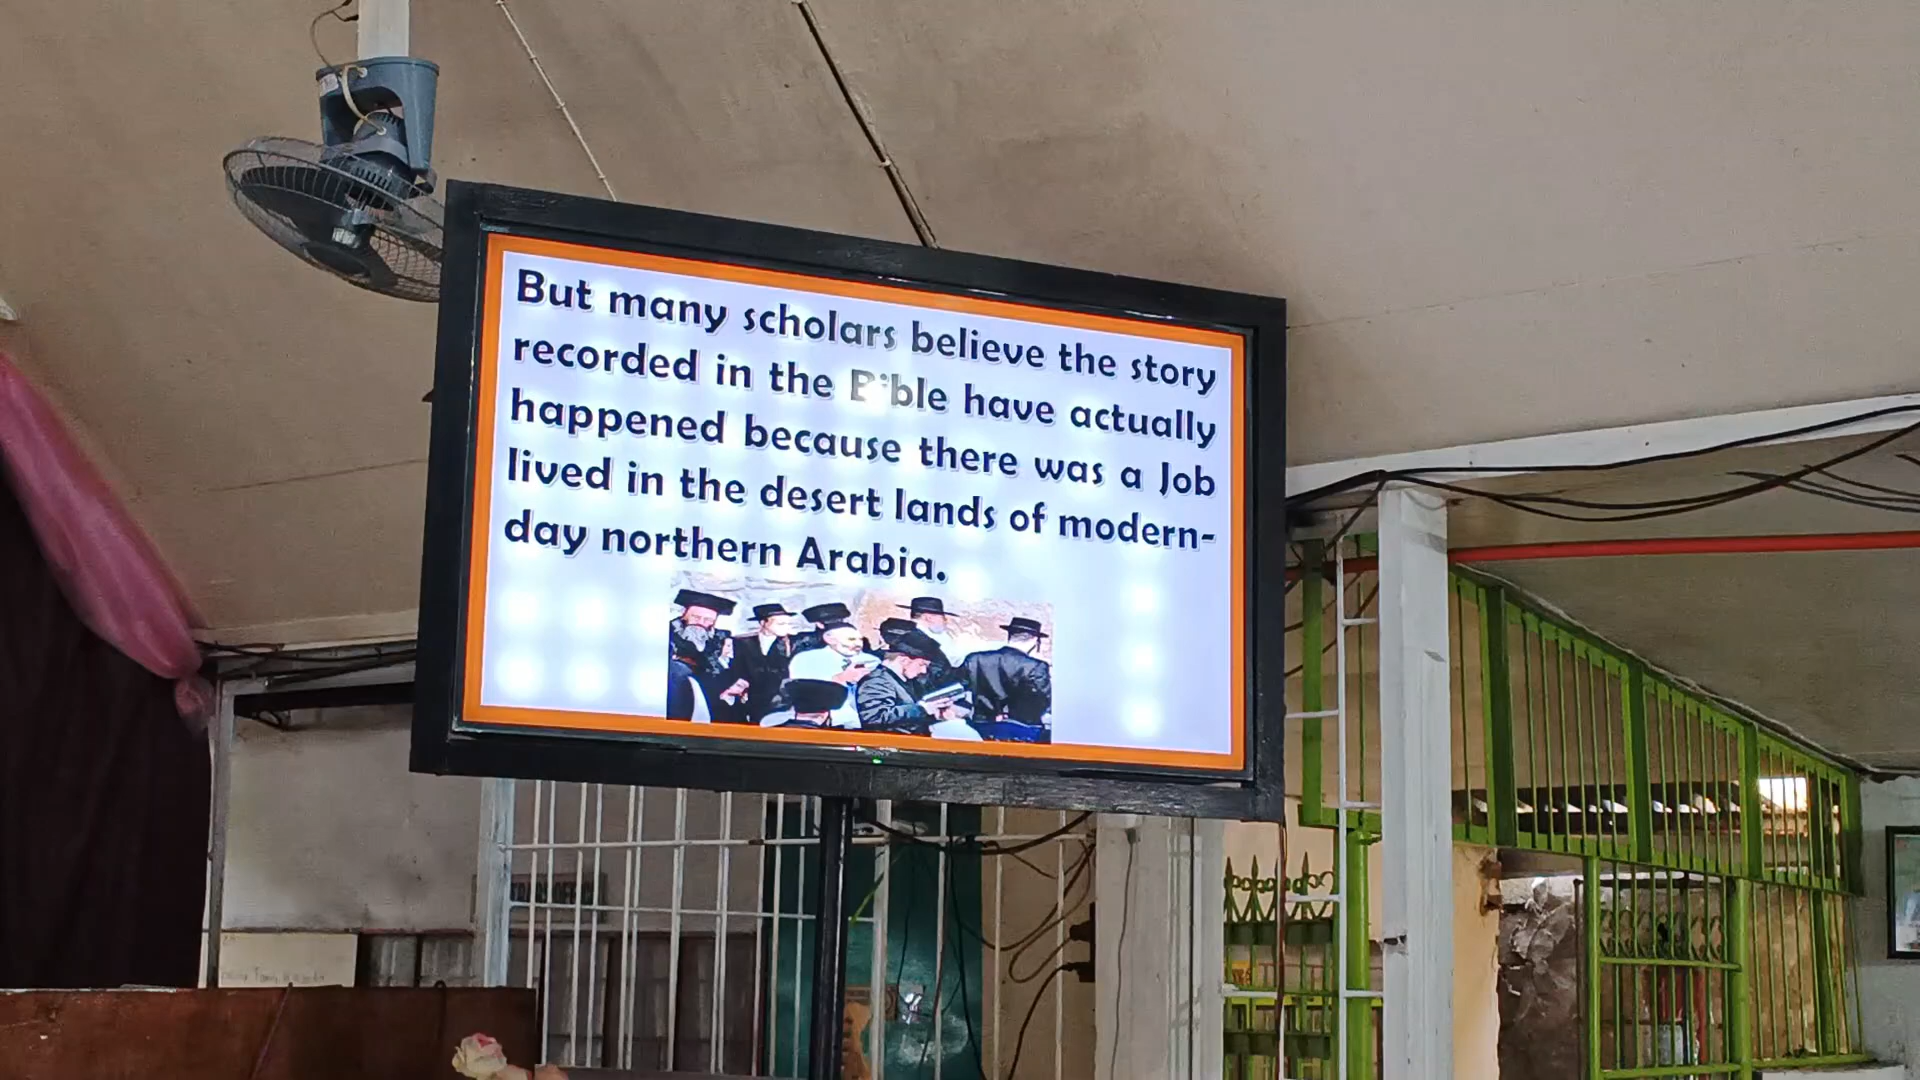 But many scholars believe the story
recorded in the Bible have actually
happened because there was a Job
lived in the desert lands of modern-
day northern Arabia.
SONY